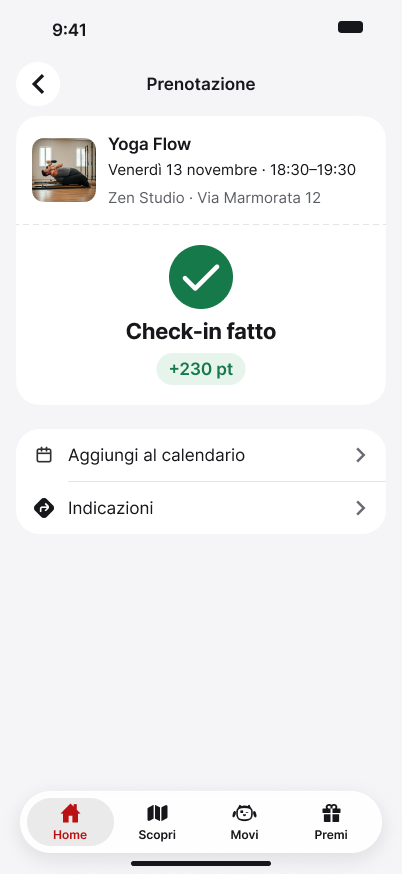 9:41
Prenotazione
Yoga Flow
Venerdì 13 novembre · 18:30–19:30
Zen Studio · Via Marmorata 12
Check-in fatto
+230 pt
Aggiungi al calendario
Indicazioni
Home
Scopri
Movi
Premi